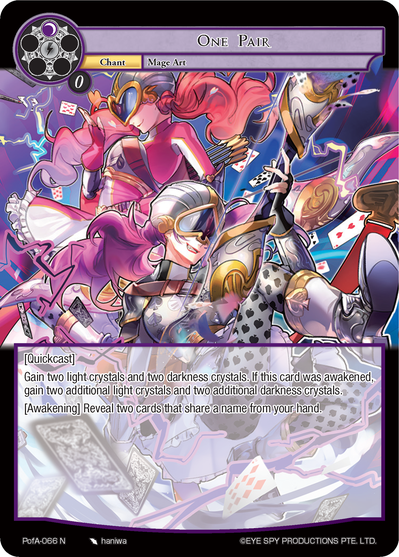 One Pair
0
Chant Mage Art
[Quickcast]
Gain two light crystals and two darkness crystals. If this card was awakened,
gain two additional light crystals and two additional darkness crystals.
[Awakening] Reveal two cards that share a name from your hand.
PofA-066 N haniwa ©EYE SPY PRODUCTIONS PTE. LTD.